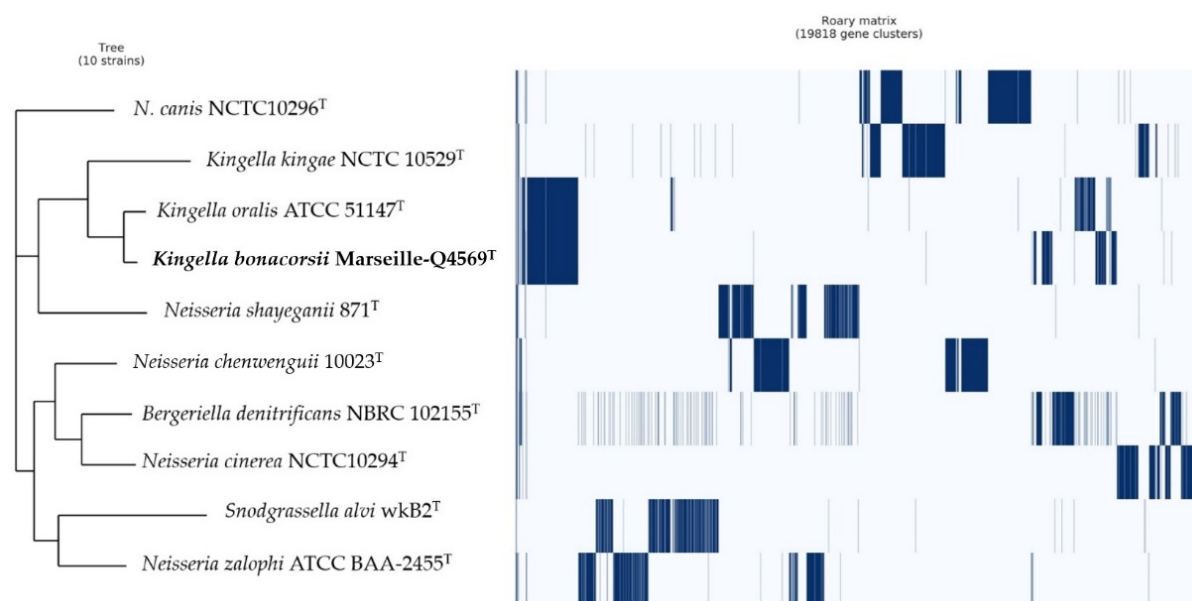 Tree
(10 strains)
Roary matrix
(19818 gene clusters)
N. canis NCTC10296ᵀ
Kingella kingae NCTC 10529ᵀ
Kingella oralis ATCC 51147ᵀ
Kingella bonacorsii Marseille-Q4569ᵀ
Neisseria shayeganii 871ᵀ
Neisseria chenwenguii 10023ᵀ
Bergeriella denitrificans NBRC 102155ᵀ
Neisseria cinerea NCTC10294ᵀ
Snodgrassella alvi wkB2ᵀ
Neisseria zalophi ATCC BAA-2455ᵀ